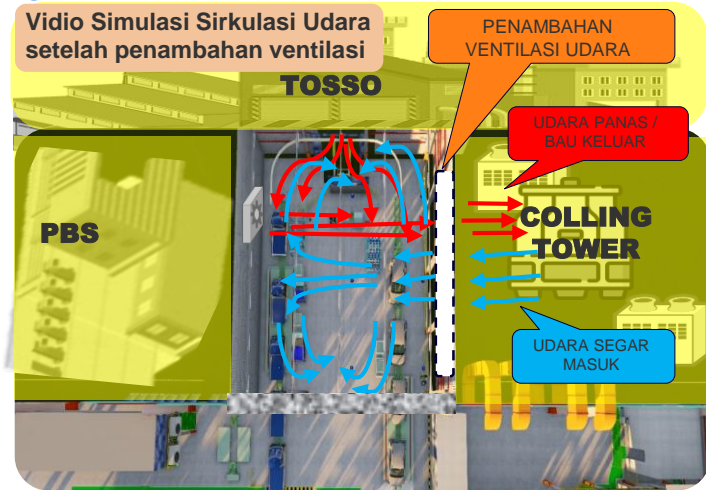 Vidio Simulasi Sirkulasi Udara
setelah penambahan ventilasi
PENAMBAHAN
VENTILASI UDARA
TOSSO
UDARA PANAS /
BAU KELUAR
PBS
COLLING
TOWER
UDARA SEGAR
MASUK